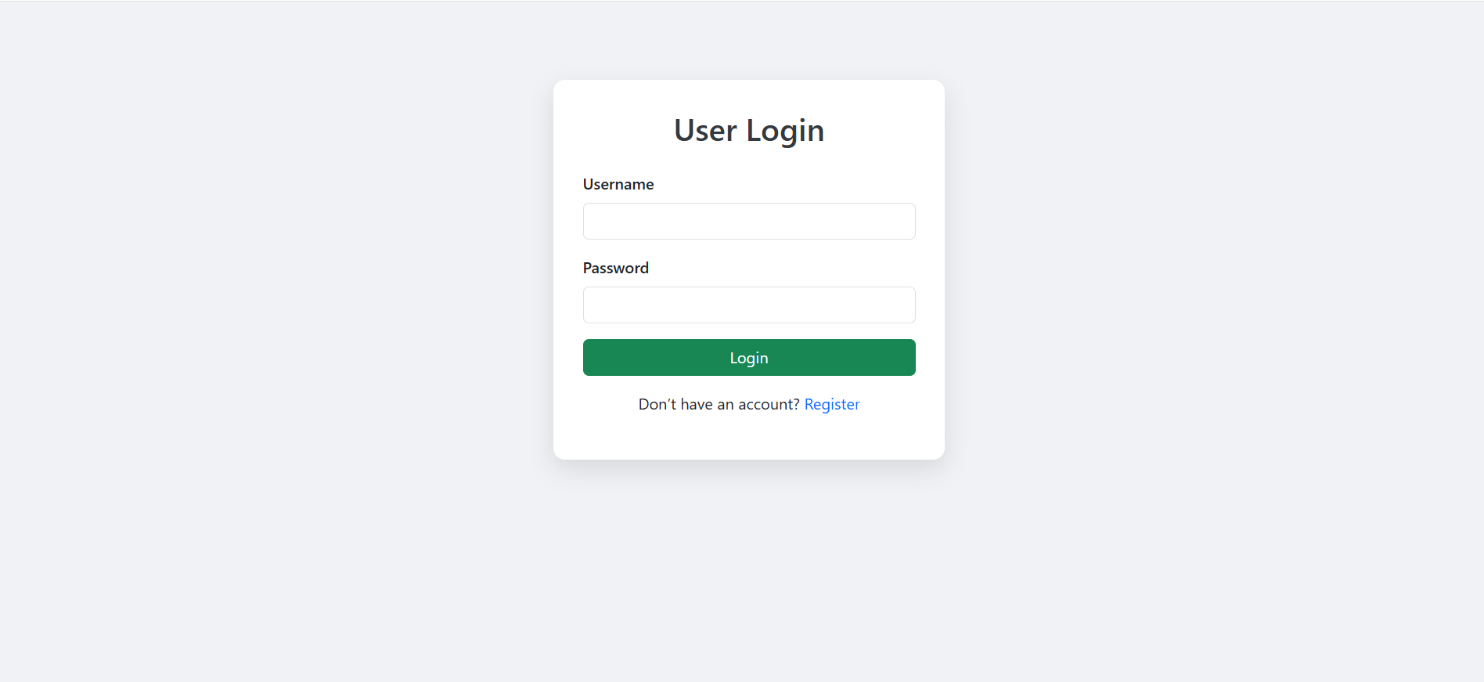 User Login
Username
Password
Login
Don't have an account? Register